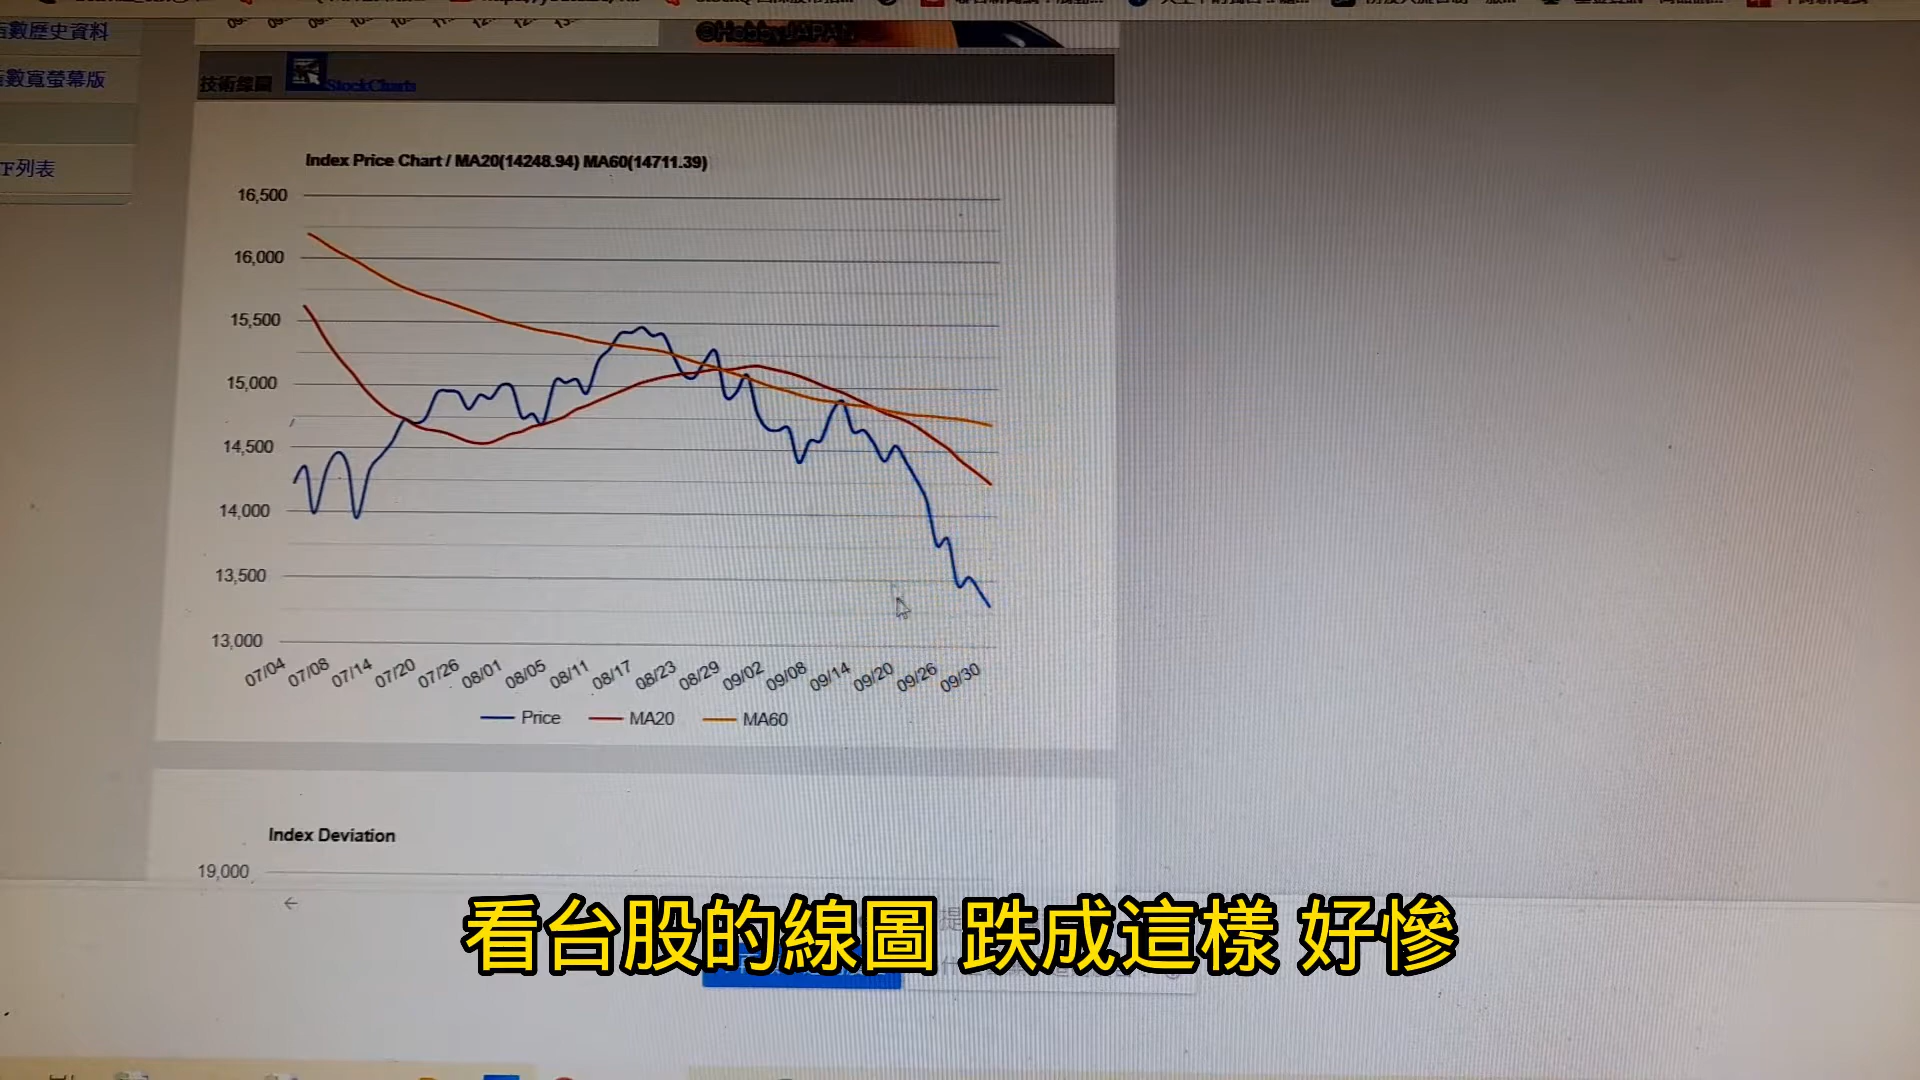 指數歷史資料
指數寬螢幕版
TF列表
©HobbyJAPAN
技術線圖 StockCharts
Index Price Chart / MA20(14248.94) MA60(14711.39)
16,500
16,000
15,500
15,000
14,500
14,000
13,500
13,000
07/04 07/08 07/14 07/20 07/26 08/01 08/05 08/11 08/17 08/23 08/29 09/02 09/08 09/14 09/20 09/26 09/30
Price MA20 MA60
Index Deviation
19,000
看台股的線圖 跌成這樣 好慘